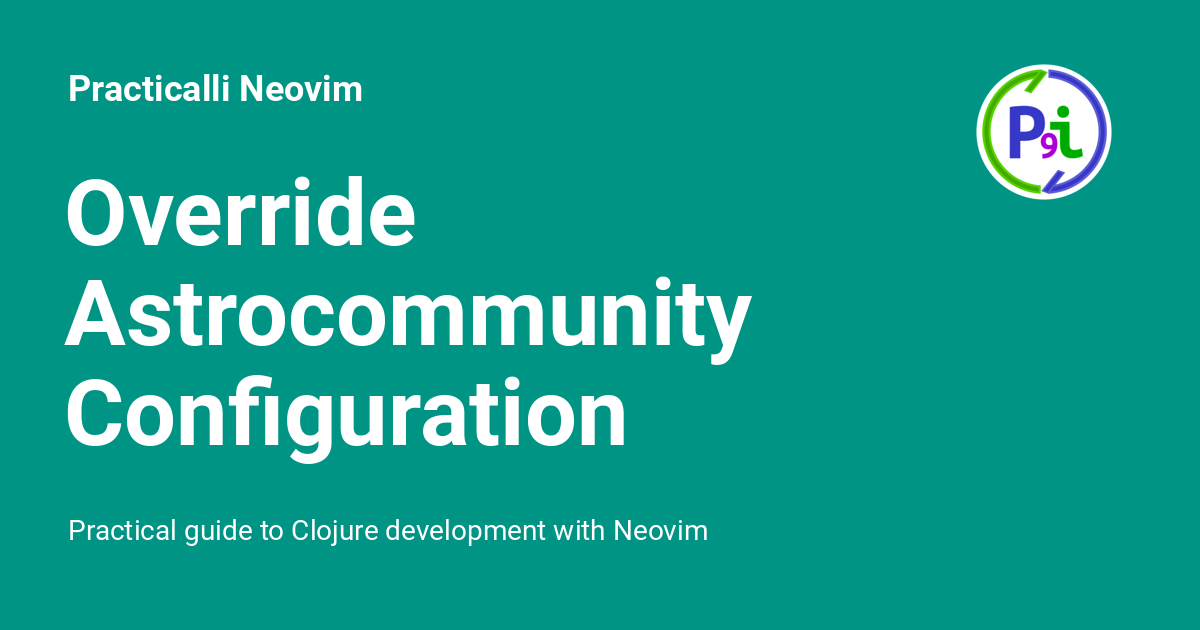 Practicalli Neovim
P9i
Override
Astrocommunity
Configuration
Practical guide to Clojure development with Neovim